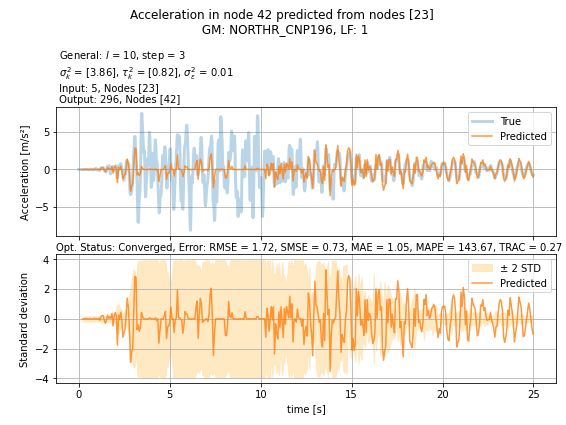 Acceleration in node 42 predicted from nodes [23]
GM: NORTHR_CNP196, LF: 1
General: l = 10, step = 3
σ²ₖ = [3.86], τ²ₖ = [0.82], σ²ε = 0.01
Input: 5, Nodes [23]
Output: 296, Nodes [42]
True
Predicted
Acceleration [m/s²]
5
0
−5
Opt. Status: Converged, Error: RMSE = 1.72, SMSE = 0.73, MAE = 1.05, MAPE = 143.67, TRAC = 0.27
± 2 STD
Predicted
Standard deviation
4
2
0
−2
−4
0 5 10 15 20 25
time [s]